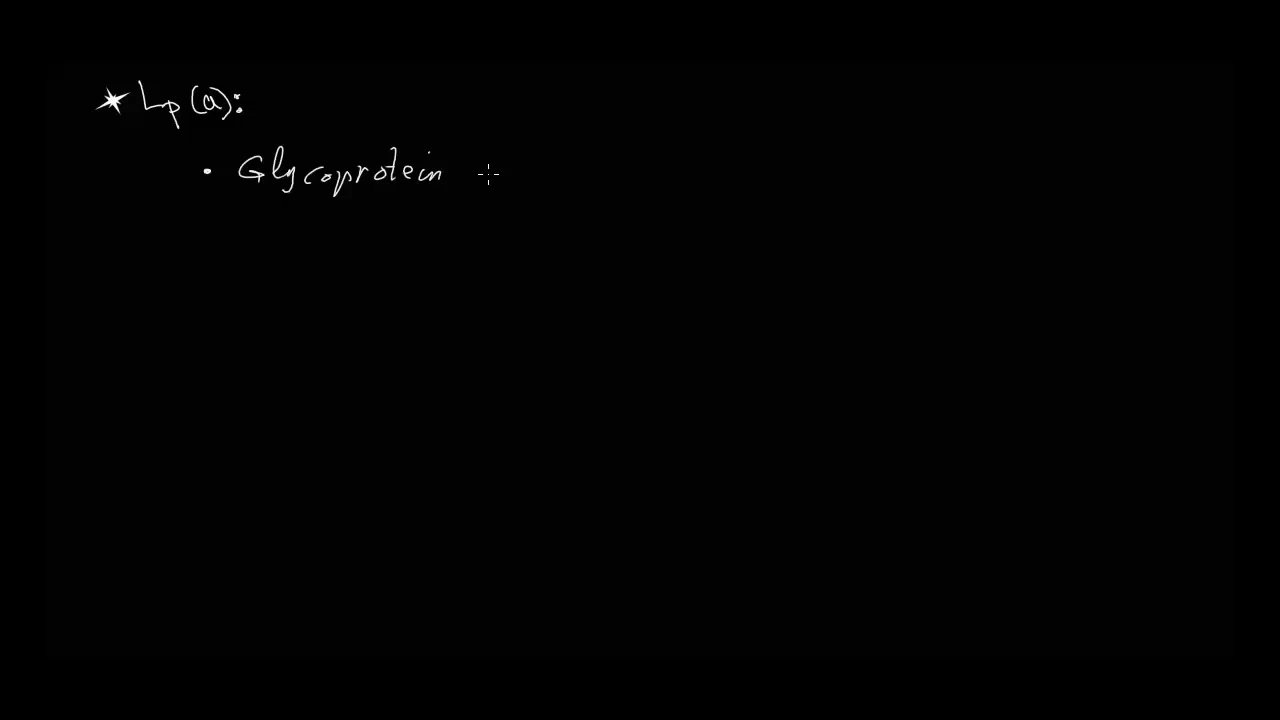 * Lp(a):
• Glycoprotein